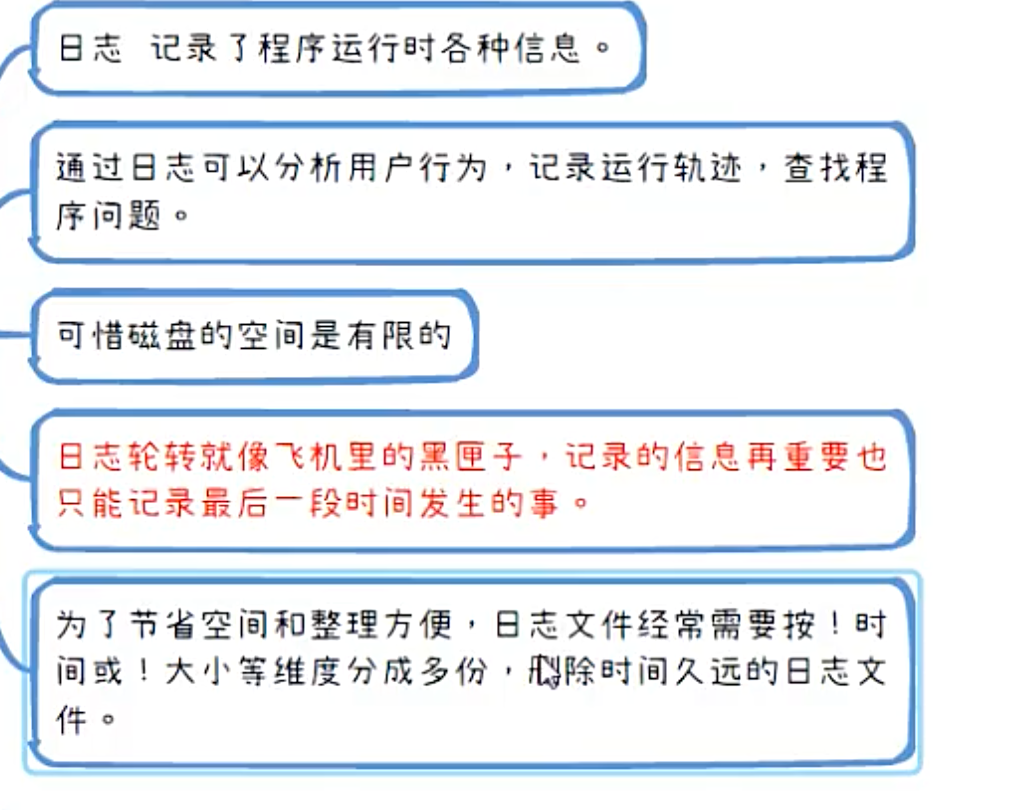 日志 记录了程序运行时各种信息。
通过日志可以分析用户行为，记录运行轨迹，查找程
序问题。
可惜磁盘的空间是有限的
日志轮转就像飞机里的黑匣子，记录的信息再重要也
只能记录最后一段时间发生的事。
为了节省空间和整理方便，日志文件经常需要按！时
间或！大小等维度分成多份，删除时间久远的日志文
件。